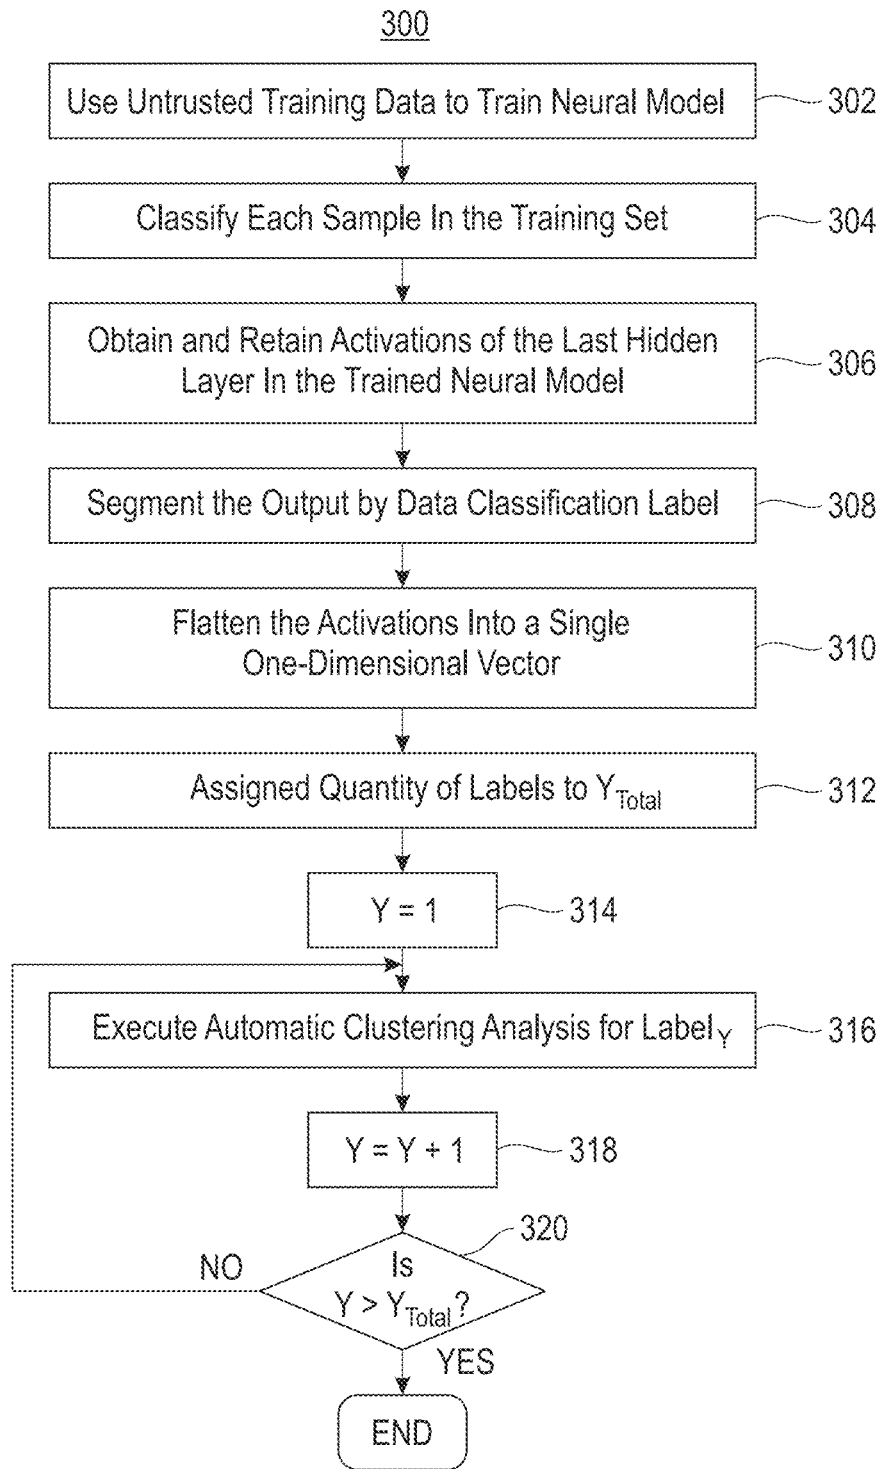 300
Use Untrusted Training Data to Train Neural Model
302
Classify Each Sample In the Training Set
304
Obtain and Retain Activations of the Last Hidden
Layer In the Trained Neural Model
306
Segment the Output by Data Classification Label
308
Flatten the Activations Into a Single
One-Dimensional Vector
310
Assigned Quantity of Labels to Y_Total
312
Y = 1
314
Execute Automatic Clustering Analysis for Label_Y
316
Y = Y + 1
318
320
Is
Y > Y_Total?
NO
YES
END